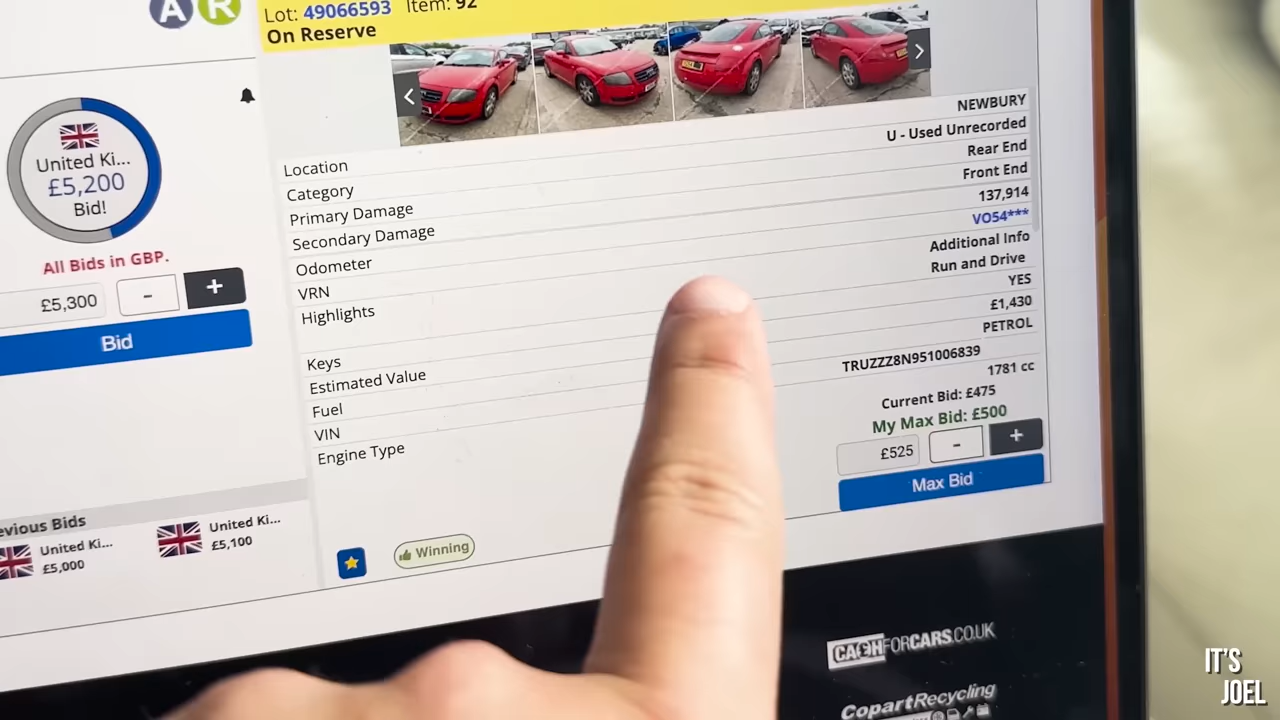 A R
Lot: 49066593 Item: 92
On Reserve
United Ki...
£5,200
Bid!
All Bids in GBP.
£5,300 - +
Bid
Location NEWBURY
Category U - Used Unrecorded
Primary Damage Rear End
Secondary Damage Front End
Odometer 137,914
VRN VO54***
Highlights Additional Info
Run and Drive
Keys YES
Estimated Value £1,430
Fuel PETROL
VIN TRUZZZ8N951006839
Engine Type 1781 cc
Current Bid: £475
My Max Bid: £500
£525 - +
Max Bid
evious Bids
United Ki...
£5,000
United Ki...
£5,100
Winning
CASHFORCARS.CO.UK
CopartRecycling
IT'S
JOEL